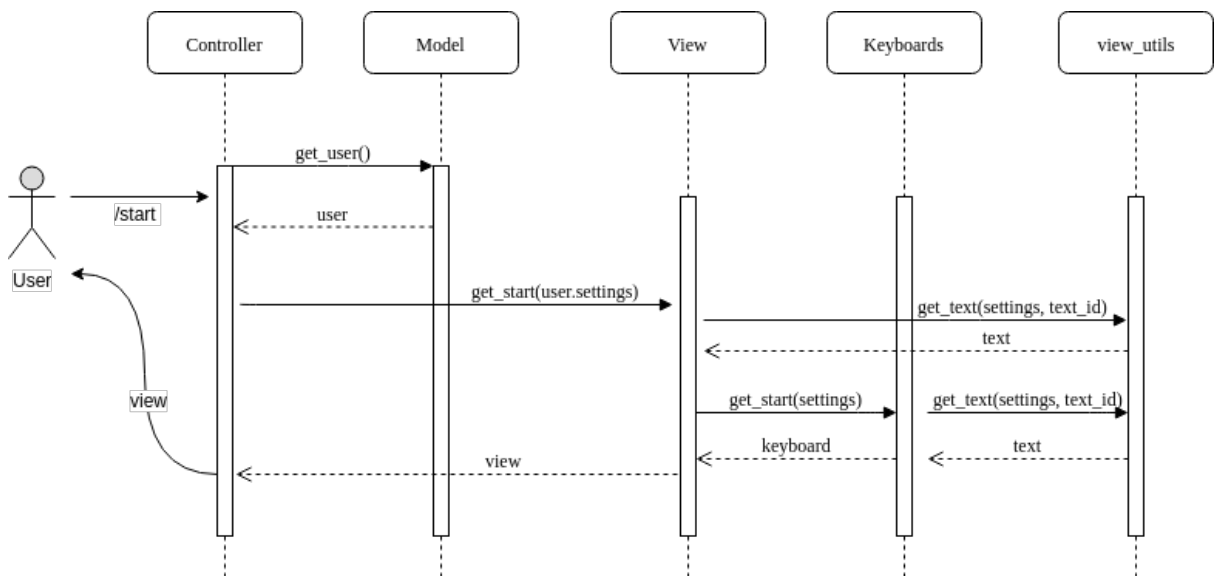 Controller
Model
View
Keyboards
view_utils
get_user()
/start
user
User
get_start(user.settings)
get_text(settings, text_id)
text
view
get_start(settings)
get_text(settings, text_id)
keyboard
text
view